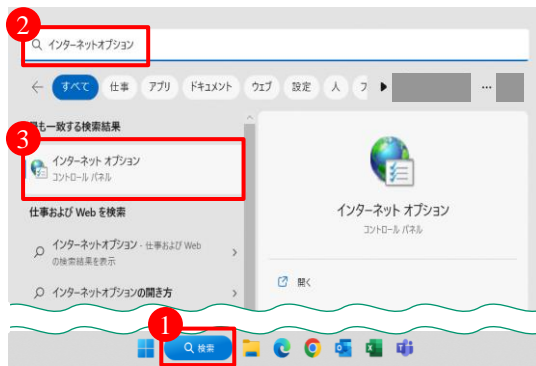 2
インターネットオプション
すべて 仕事 アプリ ドキュメント ウェブ 設定 人 フ ...
も一致する検索結果
3
インターネット オプション
コントロール パネル
インターネット オプション
コントロール パネル
仕事および Web を検索
インターネットオプション - 仕事および Web
の検索結果を表示
開く
インターネットオプションの開き方
1
検索